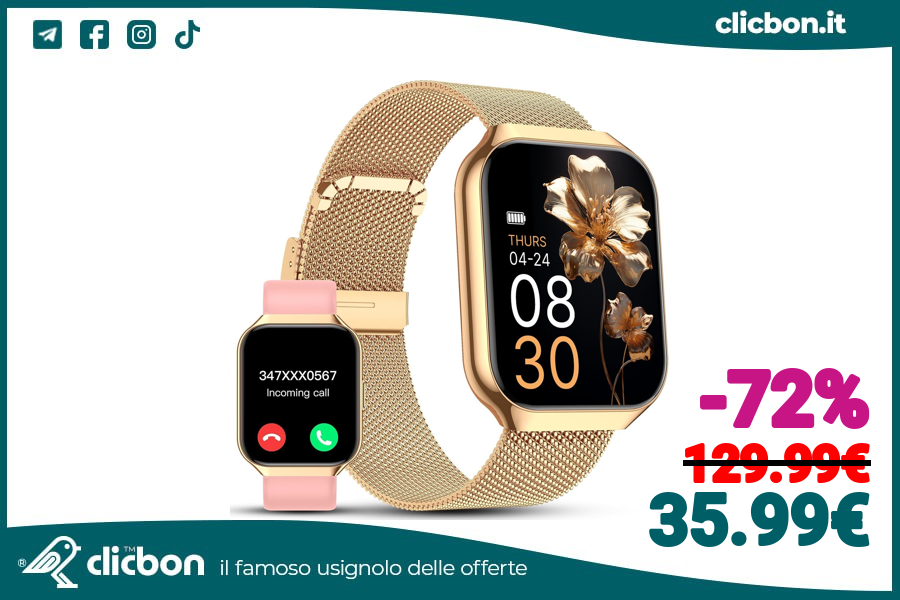 clicbon.it
THURS
04-24
08
30
347XXX0567
Incoming call
-72%
129.99€
35.99€
® clicbon™ il famoso usignolo delle offerte